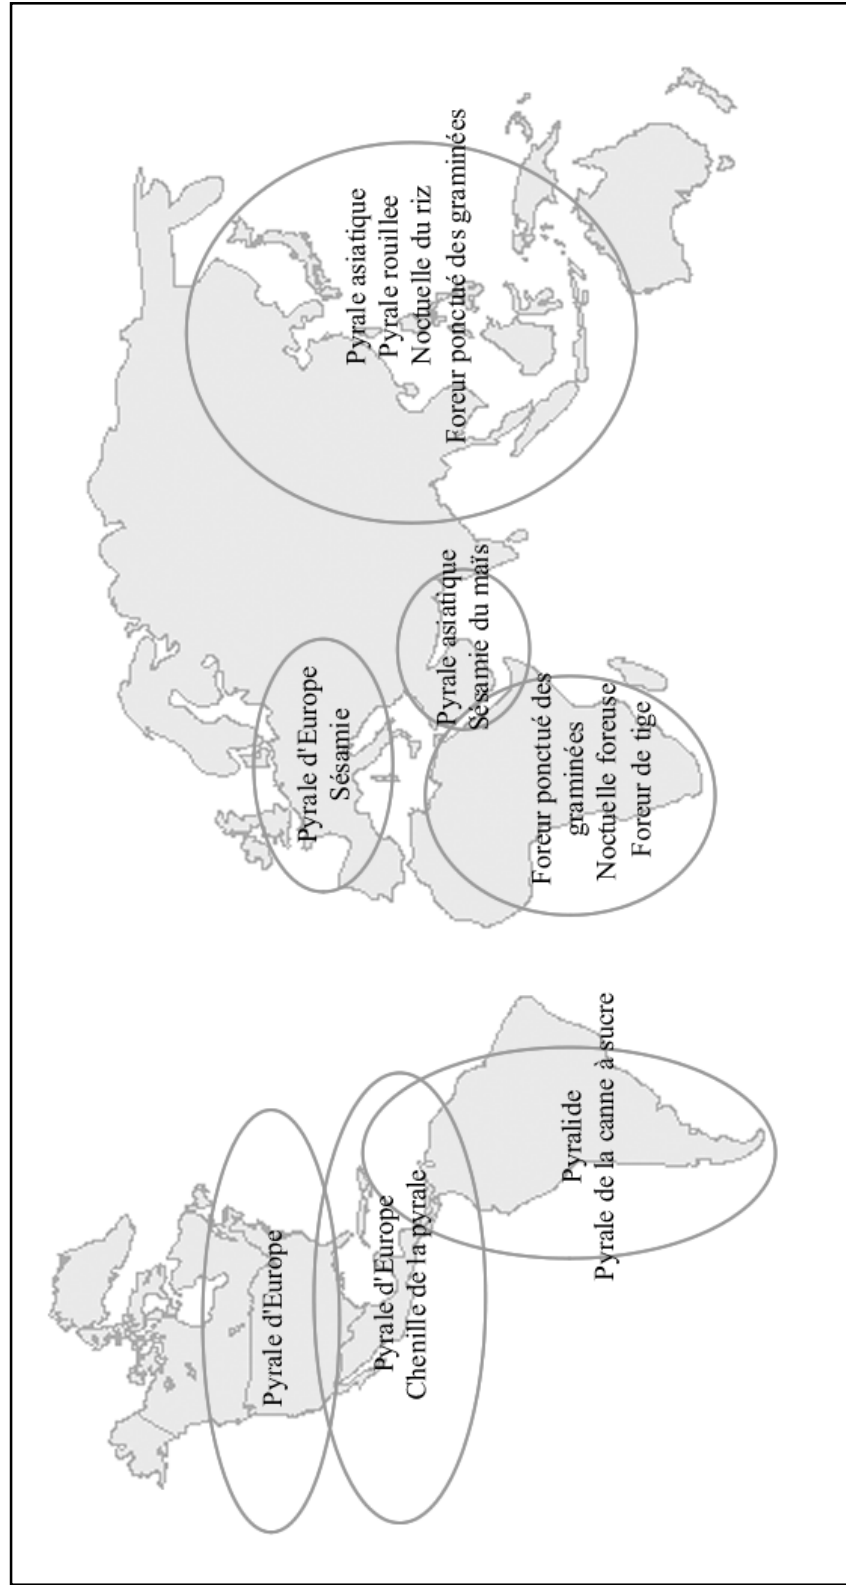 Pyrale d'Europe
Pyrale d'Europe
Chenille de la pyrale
Pyralide
Pyrale de la canne à sucre
Pyrale d'Europe
Sésamie
Pyrale asiatique
Sésamie du maïs
Foreur ponctué des
graminées
Noctuelle foreuse
Foreur de tige
Pyrale asiatique
Pyrale rouillee
Noctuelle du riz
Foreur ponctué des graminées